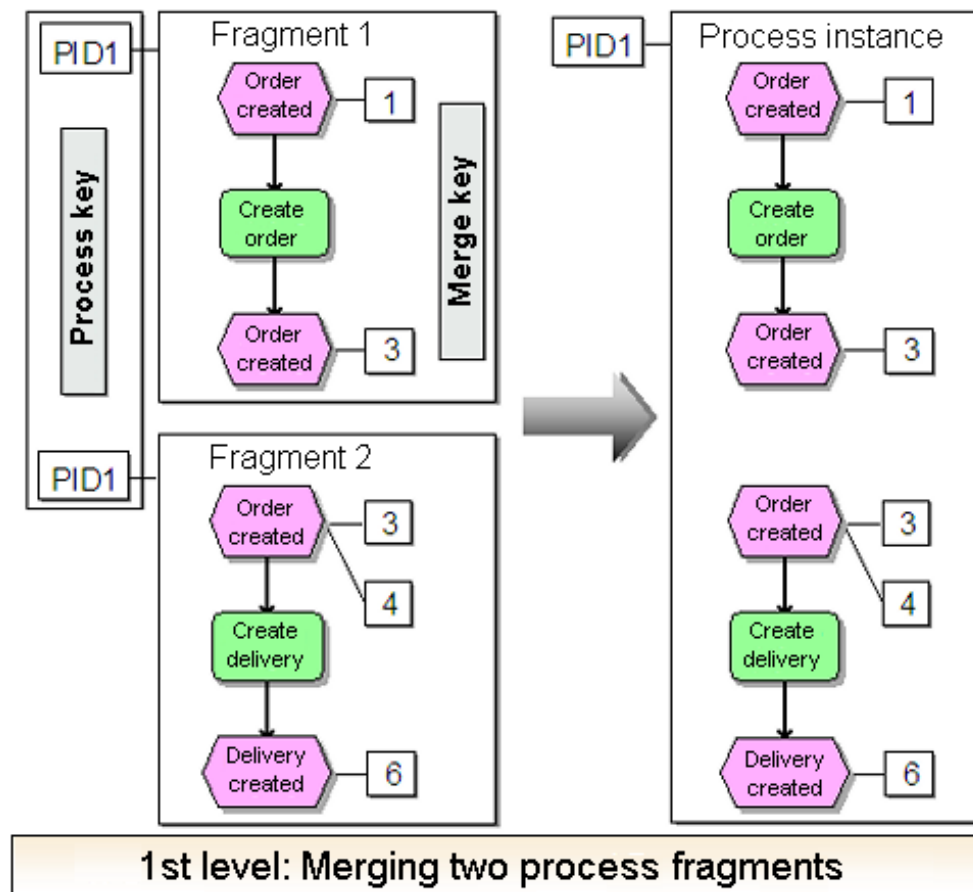 PID1
Process key
PID1
Fragment 1
Order
created
1
Create
order
Order
created
3
Merge key
Fragment 2
Order
created
3
4
Create
delivery
Delivery
created
6
PID1
Process instance
Order
created
1
Create
order
Order
created
3
Order
created
3
4
Create
delivery
Delivery
created
6
1st level: Merging two process fragments